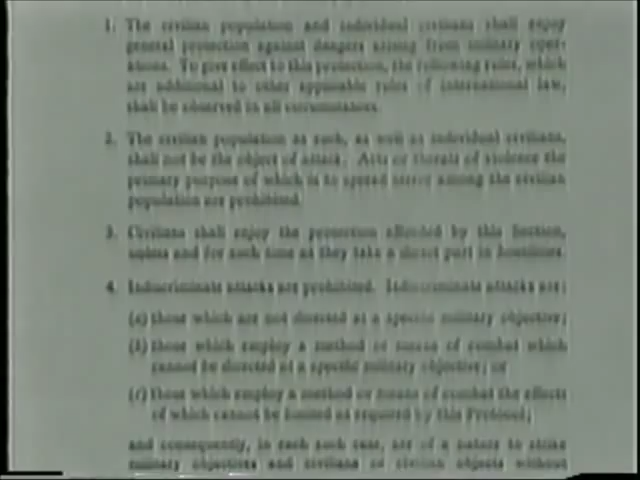 1. The civilian population and individual civilians shall enjoy
general protection against dangers arising from military oper-
ations. To give effect to this protection, the following rules, which
are additional to other applicable rules of international law,
shall be observed in all circumstances.
2. The civilian population as such, as well as individual civilians,
shall not be the object of attack. Acts or threats of violence the
primary purpose of which is to spread terror among the civilian
population are prohibited.
3. Civilians shall enjoy the protection afforded by this Section,
unless and for such time as they take a direct part in hostilities.
4. Indiscriminate attacks are prohibited. Indiscriminate attacks are:
(a) those which are not directed at a specific military objective;
(b) those which employ a method or means of combat which
cannot be directed at a specific military objective; or
(c) those which employ a method or means of combat the effects
of which cannot be limited as required by this Protocol;
and consequently, in each such case, are of a nature to strike
military objectives and civilians or civilian objects without